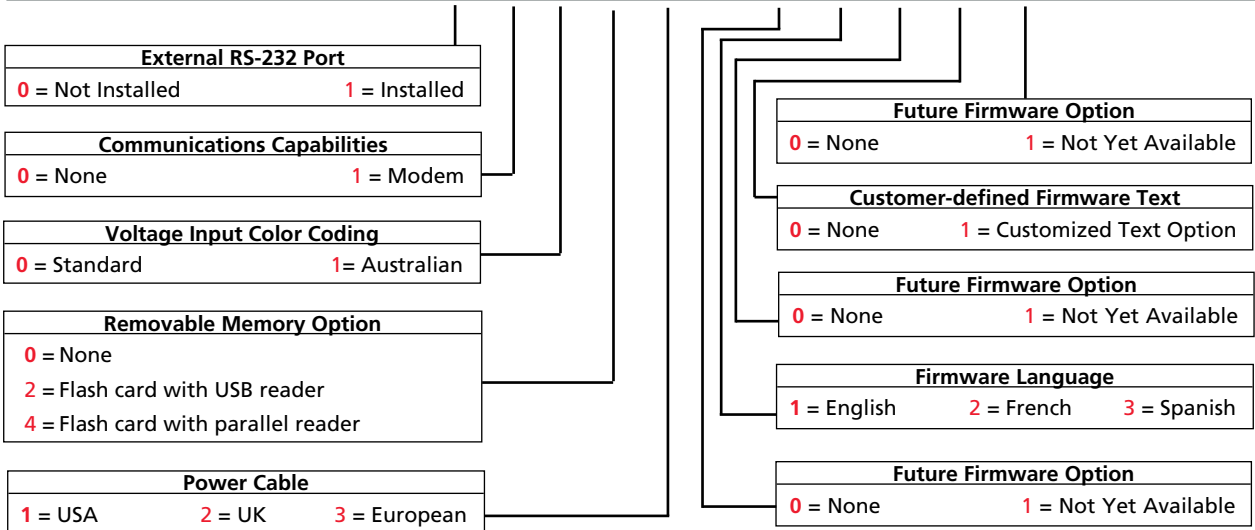 External RS-232 Port
0 = Not Installed 1 = Installed
Communications Capabilities
0 = None 1 = Modem
Voltage Input Color Coding
0 = Standard 1= Australian
Removable Memory Option
0 = None
2 = Flash card with USB reader
4 = Flash card with parallel reader
Power Cable
1 = USA 2 = UK 3 = European
Future Firmware Option
0 = None 1 = Not Yet Available
Customer-defined Firmware Text
0 = None 1 = Customized Text Option
Future Firmware Option
0 = None 1 = Not Yet Available
Firmware Language
1 = English 2 = French 3 = Spanish
Future Firmware Option
0 = None 1 = Not Yet Available